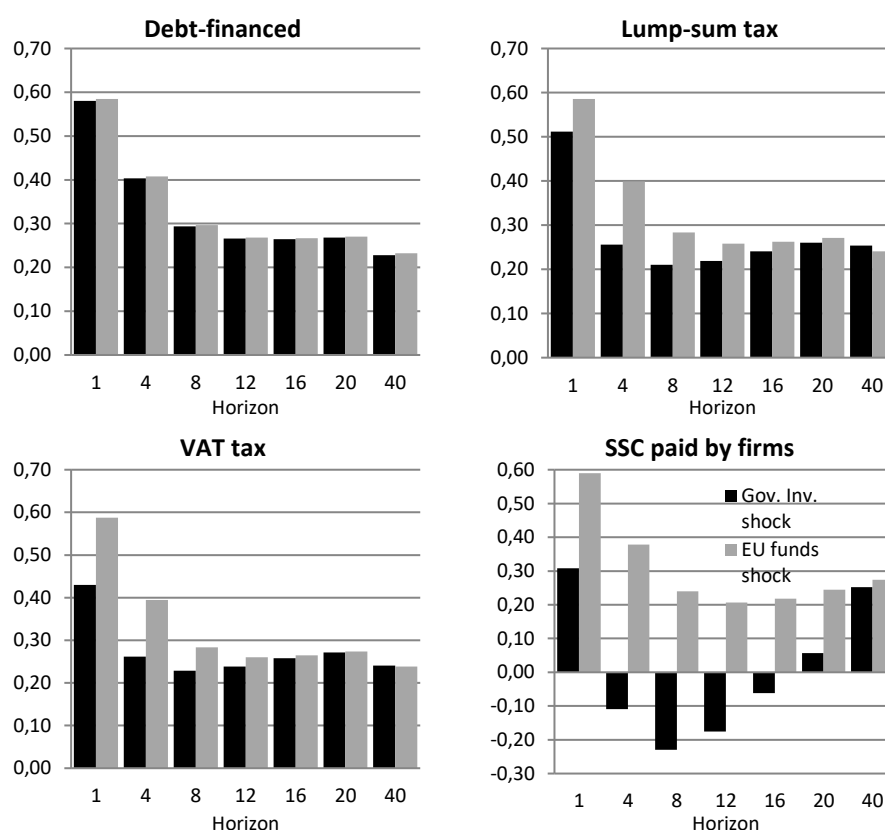 Debt-financed
0,70
0,60
0,50
0,40
0,30
0,20
0,10
0,00
1 4 8 12 16 20 40
Horizon
Lump-sum tax
0,70
0,60
0,50
0,40
0,30
0,20
0,10
0,00
1 4 8 12 16 20 40
Horizon
VAT tax
0,70
0,60
0,50
0,40
0,30
0,20
0,10
0,00
1 4 8 12 16 20 40
Horizon
SSC paid by firms
0,60
0,50
0,40
0,30
0,20
0,10
0,00
-0,10
-0,20
-0,30
Gov. Inv.
shock
EU funds
shock
1 4 8 12 16 20 40
Horizon